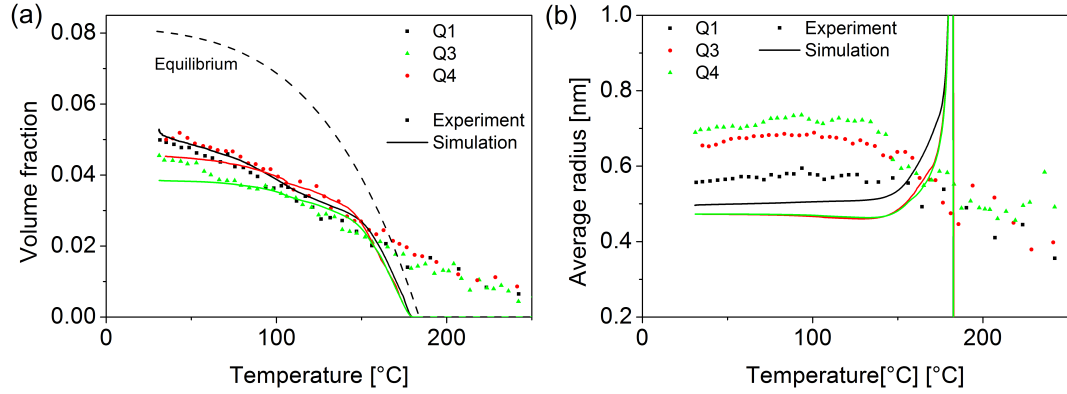 (a)
0.08
0.06
0.04
0.02
0.00
Volume fraction
Equilibrium
Q1
Q3
Q4
Experiment
Simulation
0
100
200
Temperature [°C]
(b)
1.0
0.8
0.6
0.4
0.2
Average radius [nm]
Q1
Q3
Q4
Experiment
Simulation
0
100
200
Temperature[°C] [°C]